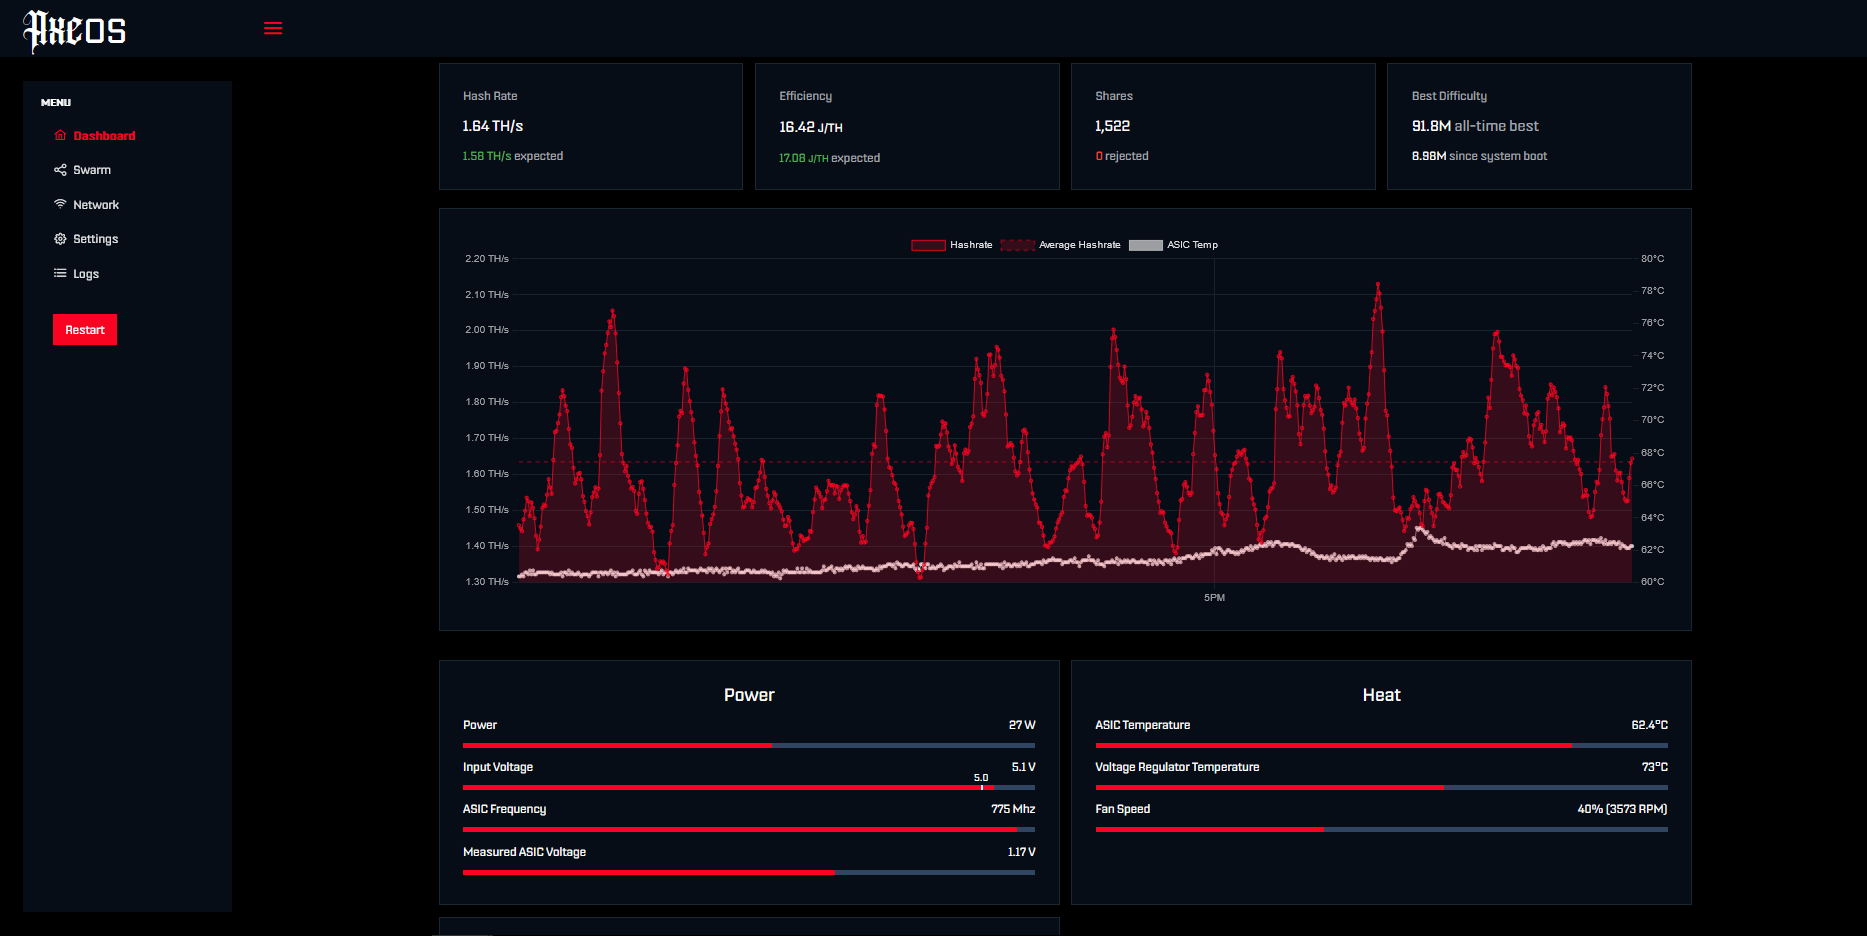 AxeOS
MENU
Dashboard
Swarm
Network
Settings
Logs
Restart
Hash Rate
1.64 TH/s
1.58 TH/s expected
Efficiency
16.42 J/TH
17.08 J/TH expected
Shares
1,522
0 rejected
Best Difficulty
91.8M all-time best
8.98M since system boot
Hashrate Average Hashrate ASIC Temp
2.20 TH/s
2.10 TH/s
2.00 TH/s
1.90 TH/s
1.80 TH/s
1.70 TH/s
1.60 TH/s
1.50 TH/s
1.40 TH/s
1.30 TH/s
80°C
78°C
76°C
74°C
72°C
70°C
68°C
66°C
64°C
62°C
60°C
5PM
Power
Power 27 W
Input Voltage 5.1 V
5.0
ASIC Frequency 775 Mhz
Measured ASIC Voltage 1.17 V
Heat
ASIC Temperature 62.4°C
Voltage Regulator Temperature 73°C
Fan Speed 40% (3573 RPM)